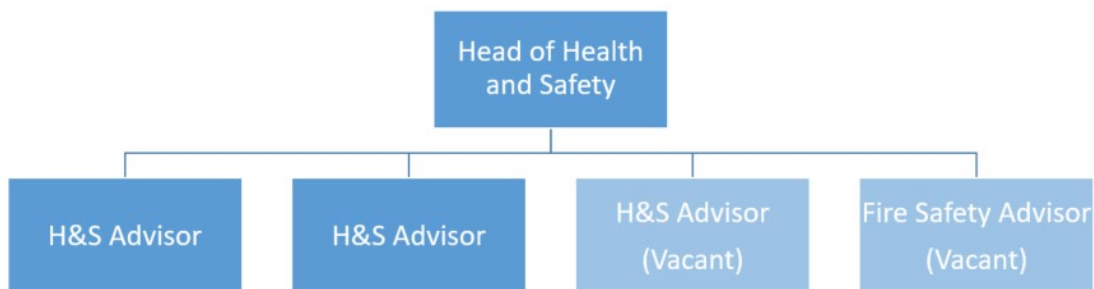 Head of Health
and Safety
H&S Advisor
H&S Advisor
H&S Advisor
(Vacant)
Fire Safety Advisor
(Vacant)